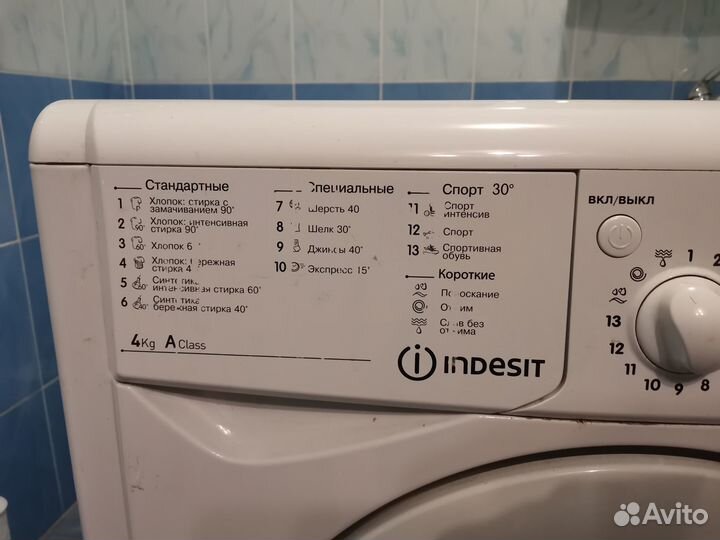 Стандартные
1 Хлопок: стирка с
замачиванием 90°
2 Хлопок: интенсивная
стирка 90°
3 Хлопок 6
4 Хлопок: бережная
стирка 4
5 Синтетика
интенсивная стирка 60°
6 Синтетика
бережная стирка 40°
4Kg A Class
Специальные
7 Шерсть 40
8 Шелк 30°
9 Джинсы 40°
10 Экспресс 15'
Спорт 30°
11 Спорт
интенсив
12 Спорт
13 Спортивная
обувь
Короткие
Полоскание
Отжим
Слив без
отжима
INDESIT
ВКЛ/ВЫКЛ
1
2
13
12
11
10
9
8
Avito